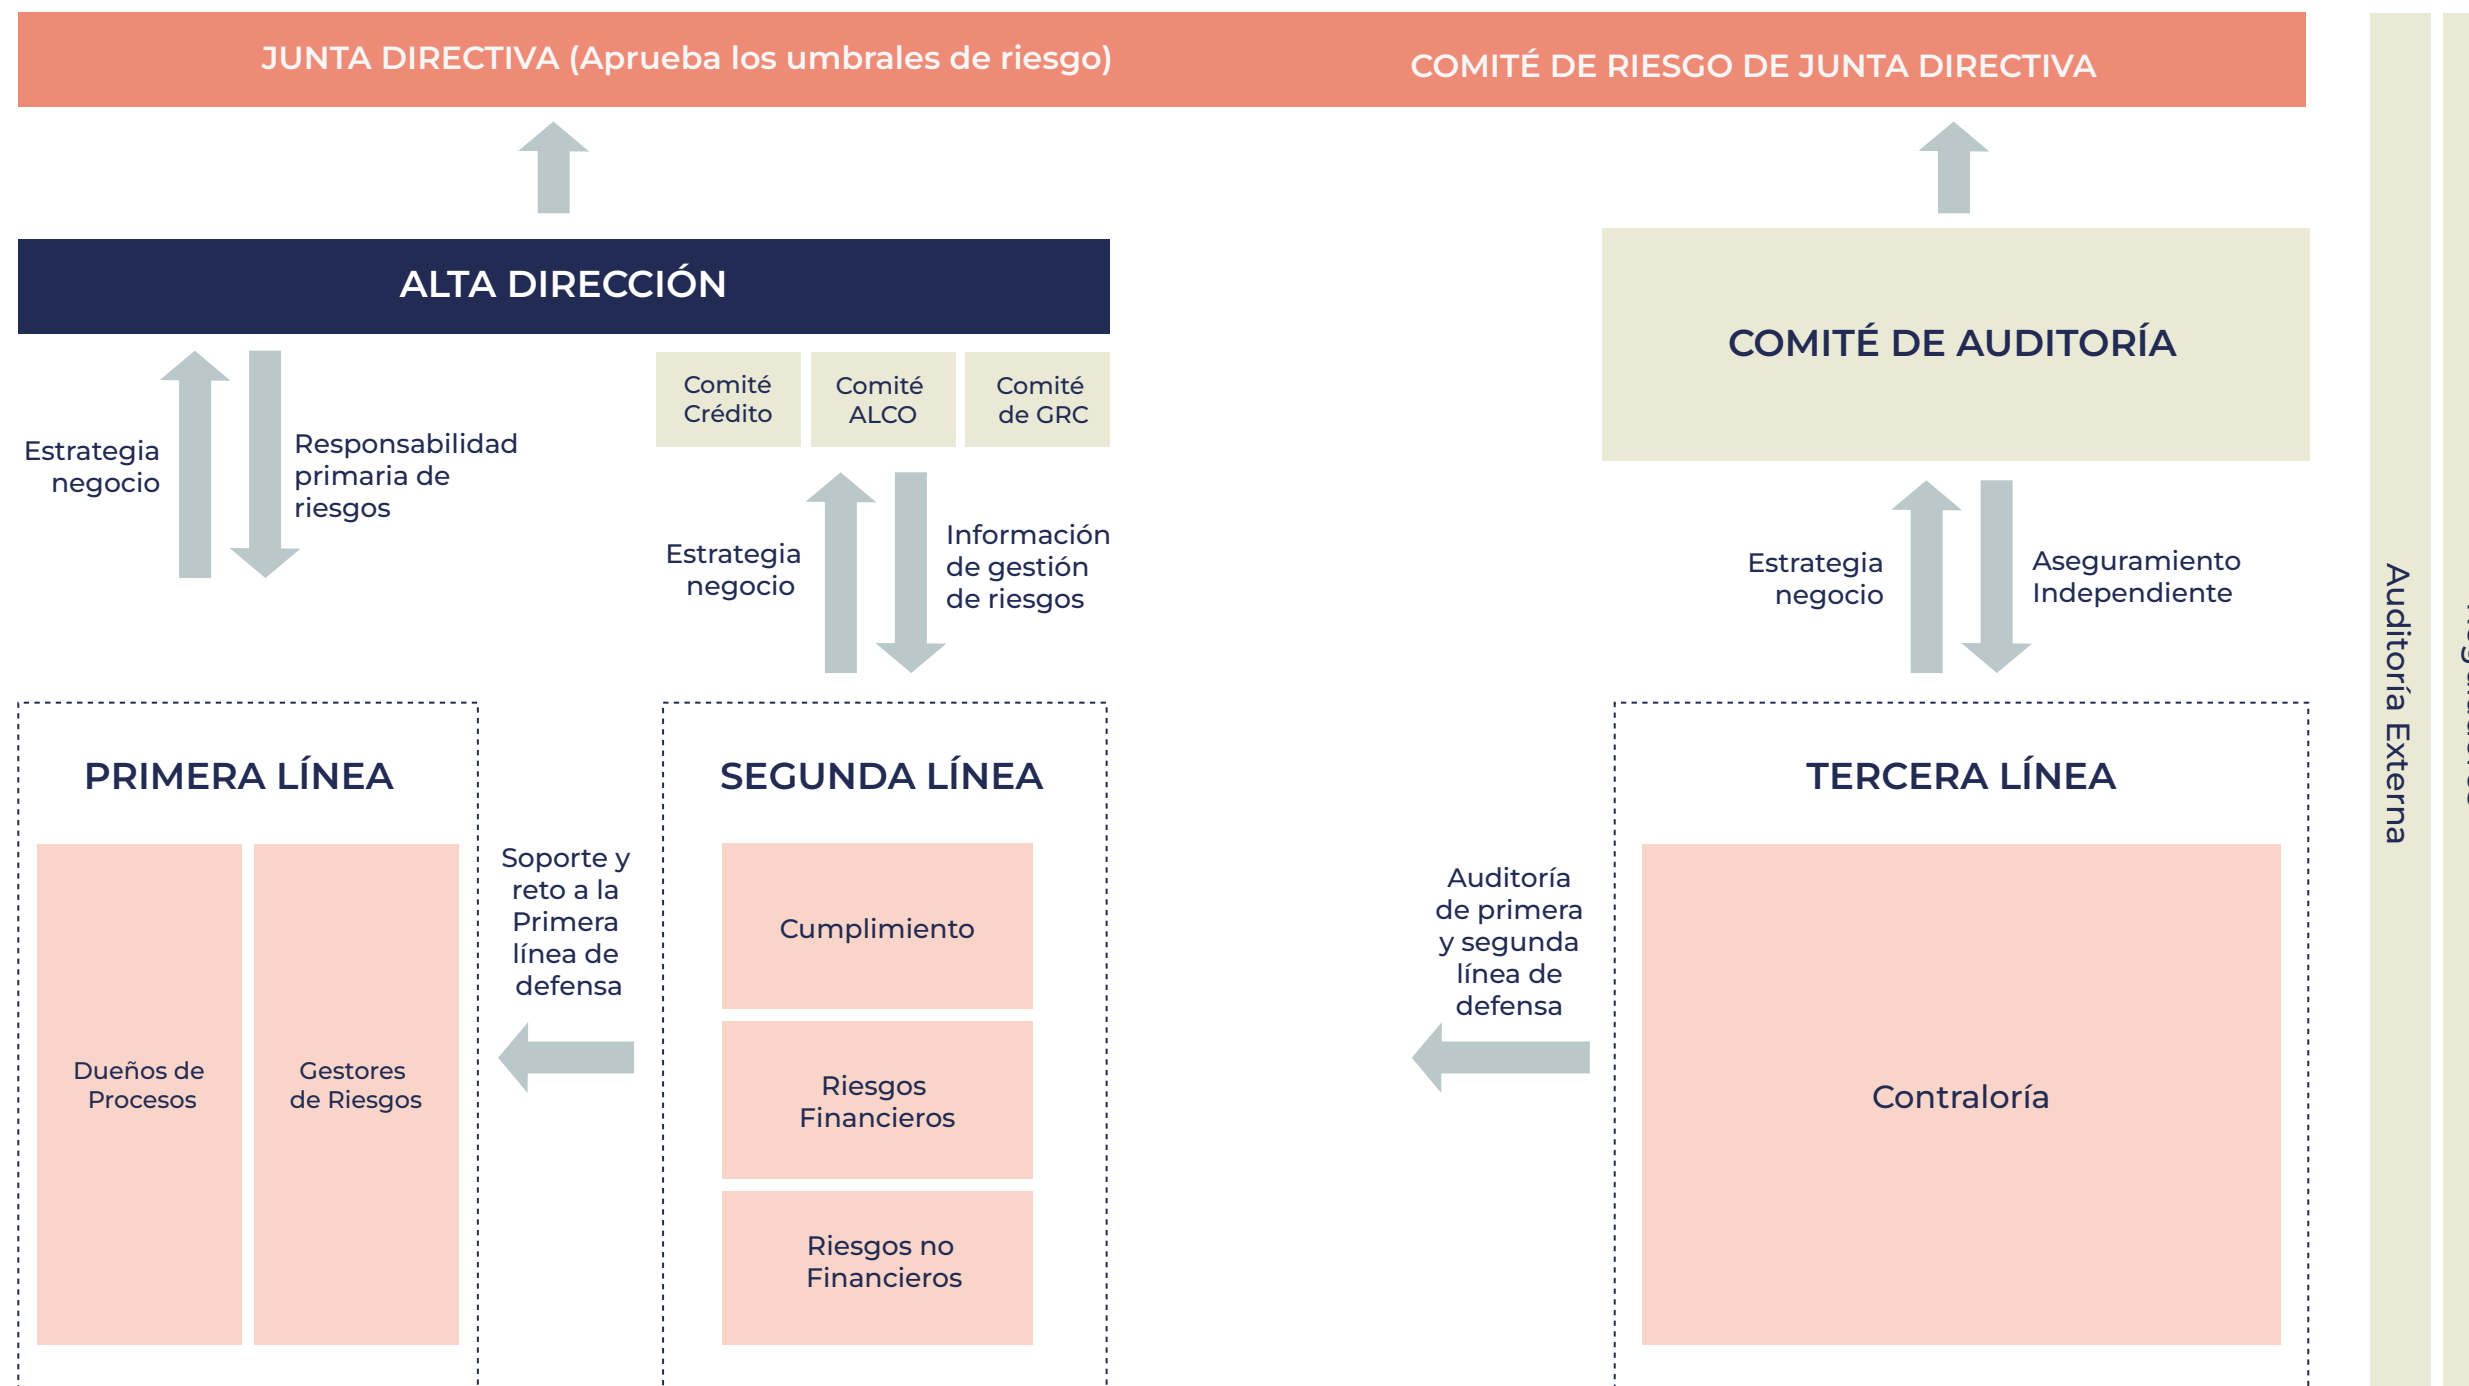 JUNTA DIRECTIVA (Aprueba los umbrales de riesgo)
COMITÉ DE RIESGO DE JUNTA DIRECTIVA
ALTA DIRECCIÓN
COMITÉ DE AUDITORÍA
Comité
Crédito
Comité
ALCO
Comité
de GRC
Estrategia
negocio
Responsabilidad
primaria de
riesgos
Estrategia
negocio
Información
de gestión
de riesgos
Estrategia
negocio
Aseguramiento
Independiente
PRIMERA LÍNEA
Dueños de
Procesos
Gestores
de Riesgos
Soporte y
reto a la
Primera
línea de
defensa
SEGUNDA LÍNEA
Cumplimiento
Riesgos
Financieros
Riesgos no
Financieros
Auditoría
de primera
y segunda
línea de
defensa
TERCERA LÍNEA
Contraloría
Auditoría Externa